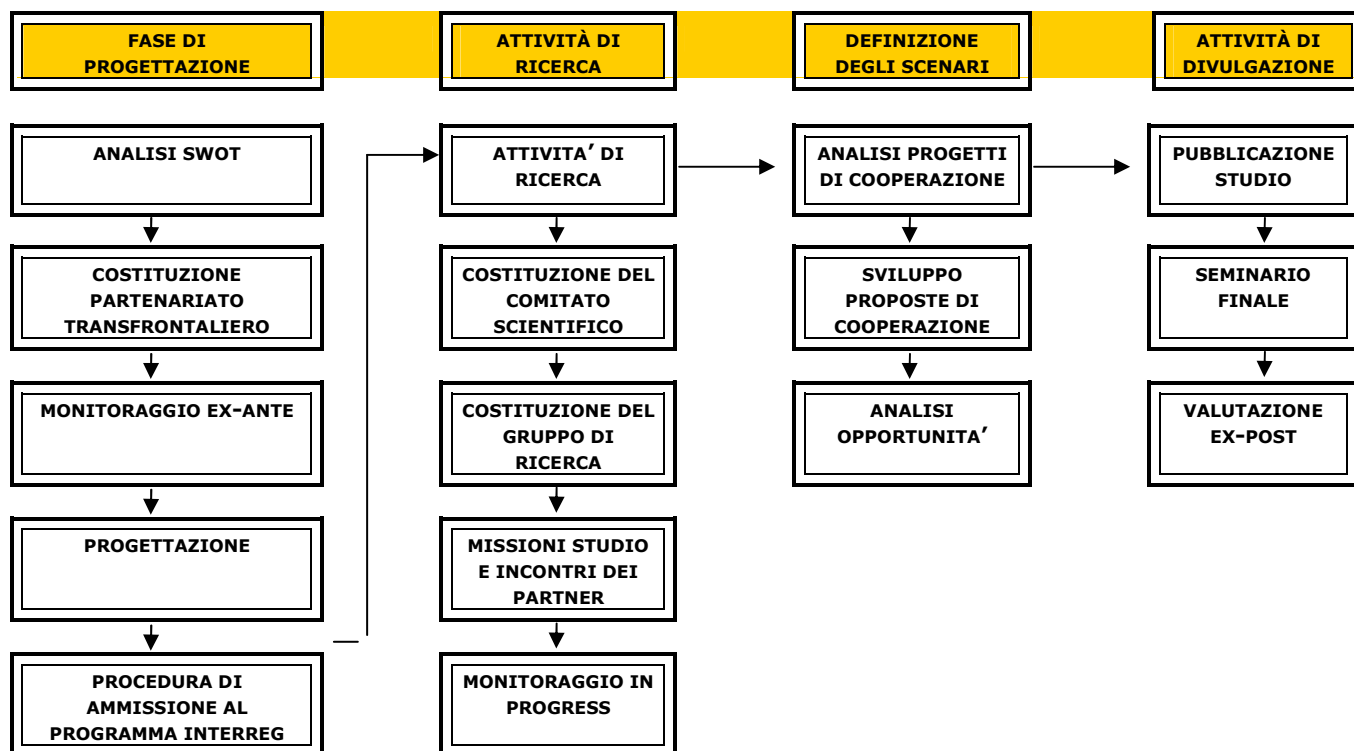 FASE DI
PROGETTAZIONE
ATTIVITÀ DI
RICERCA
DEFINIZIONE
DEGLI SCENARI
ATTIVITÀ DI
DIVULGAZIONE
ANALISI SWOT
COSTITUZIONE
PARTENARIATO
TRANSFRONTALIERO
MONITORAGGIO EX-ANTE
PROGETTAZIONE
PROCEDURA DI
AMMISSIONE AL
PROGRAMMA INTERREG
ATTIVITA’ DI
RICERCA
COSTITUZIONE DEL
COMITATO
SCIENTIFICO
COSTITUZIONE DEL
GRUPPO DI
RICERCA
MISSIONI STUDIO
E INCONTRI DEI
PARTNER
MONITORAGGIO IN
PROGRESS
ANALISI PROGETTI
DI COOPERAZIONE
SVILUPPO
PROPOSTE DI
COOPERAZIONE
ANALISI
OPPORTUNITA’
PUBBLICAZIONE
STUDIO
SEMINARIO
FINALE
VALUTAZIONE
EX-POST